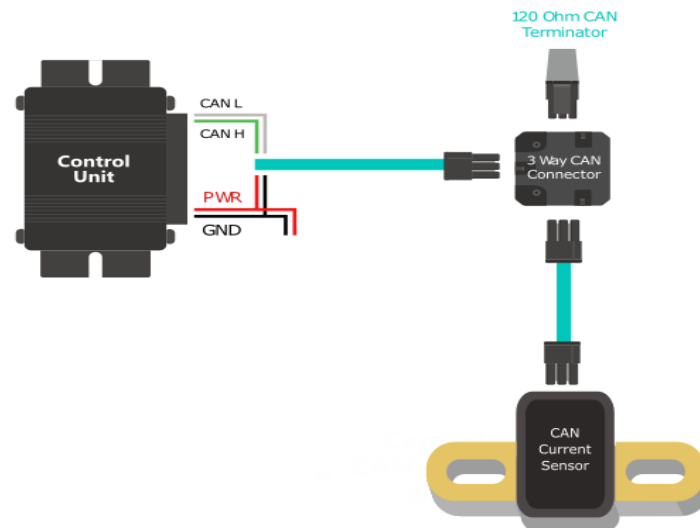 120 Ohm CAN
Terminator
CAN L
CAN H
Control
Unit
3 Way CAN
Connector
PWR
GND
CAN
Current
Sensor